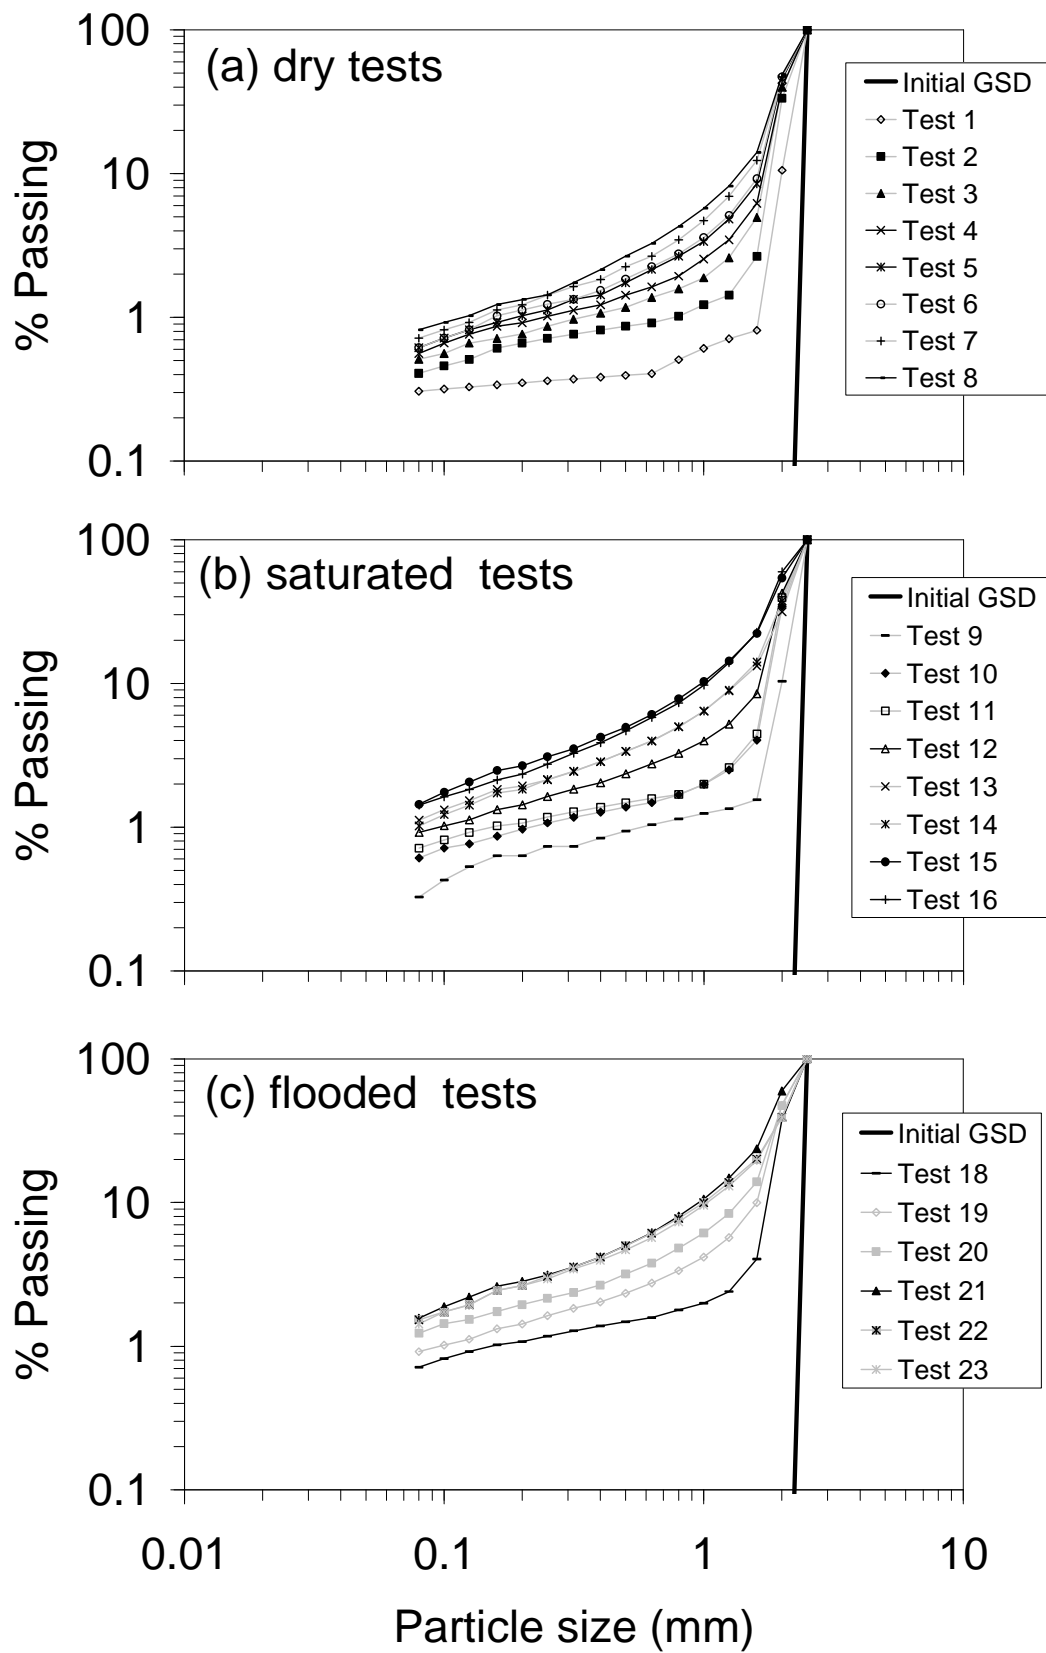 100
(a) dry tests
10
1
0.1
% Passing
Initial GSD
Test 1
Test 2
Test 3
Test 4
Test 5
Test 6
Test 7
Test 8
100
(b) saturated tests
10
1
0.1
% Passing
Initial GSD
Test 9
Test 10
Test 11
Test 12
Test 13
Test 14
Test 15
Test 16
100
(c) flooded tests
10
1
0.1
% Passing
Initial GSD
Test 18
Test 19
Test 20
Test 21
Test 22
Test 23
0.01 0.1 1 10
Particle size (mm)